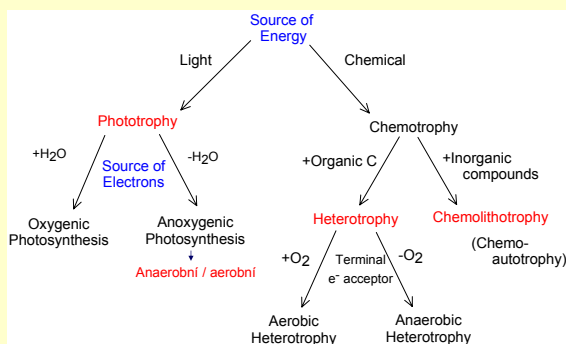 Source of
Energy
Light
Chemical
Phototrophy
Chemotrophy
+H2O
-H2O
Source of
Electrons
+Organic C
+Inorganic
compounds
Oxygenic
Photosynthesis
Anoxygenic
Photosynthesis
Anaerobní / aerobní
Heterotrophy
Chemolithotrophy
(Chemo-
autotrophy)
+O2
Terminal
e- acceptor
-O2
Aerobic
Heterotrophy
Anaerobic
Heterotrophy